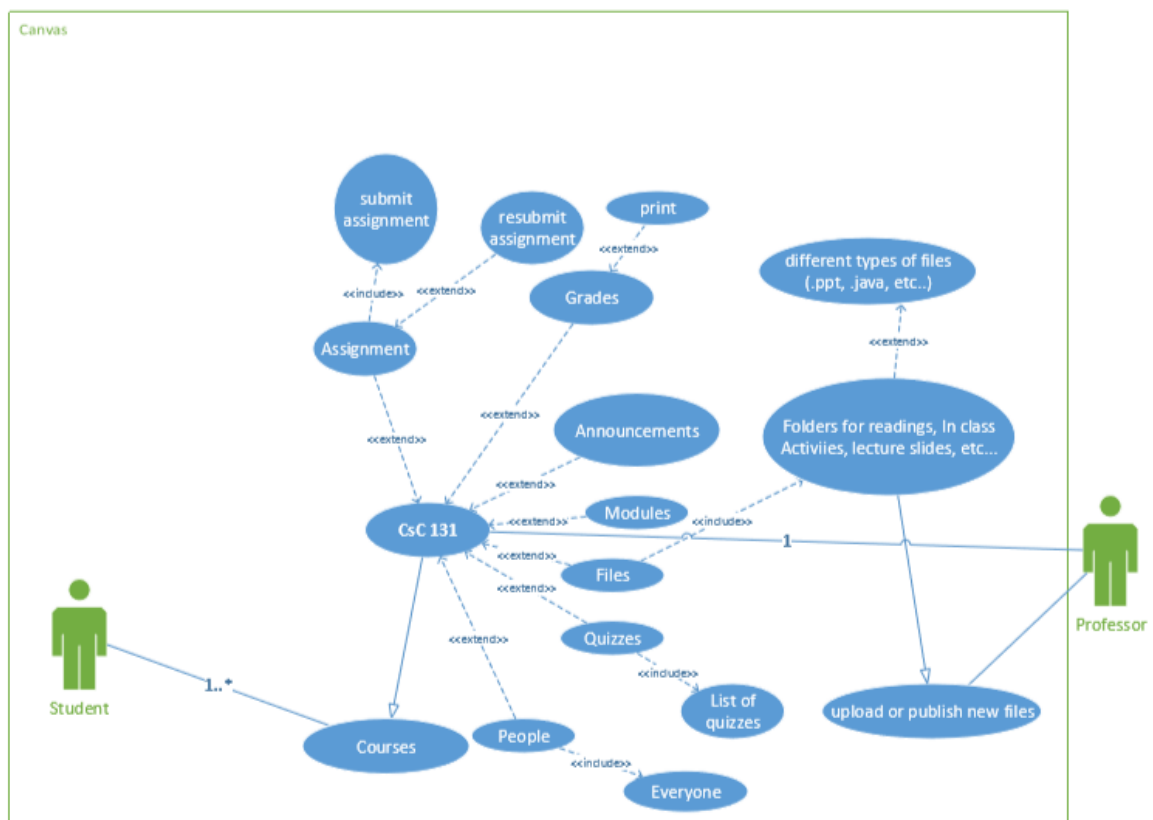 Canvas
submit
assignment
resubmit
assignment
print
<<extend>>
different types of files
(.ppt, .java, etc..)
<<include>>
<<extend>>
Grades
<<extend>>
Assignment
<<extend>>
<<extend>>
Announcements
Folders for readings, In class
Activiies, lecture slides, etc...
<<extend>>
<<extend>>
Modules
CsC 131
<<extend>>
<<include>>
1
<<extend>>
Files
<<extend>>
Professor
<<extend>>
Quizzes
<<include>>
1..*
Student
List of
quizzes
upload or publish new files
Courses
People
<<include>>
Everyone